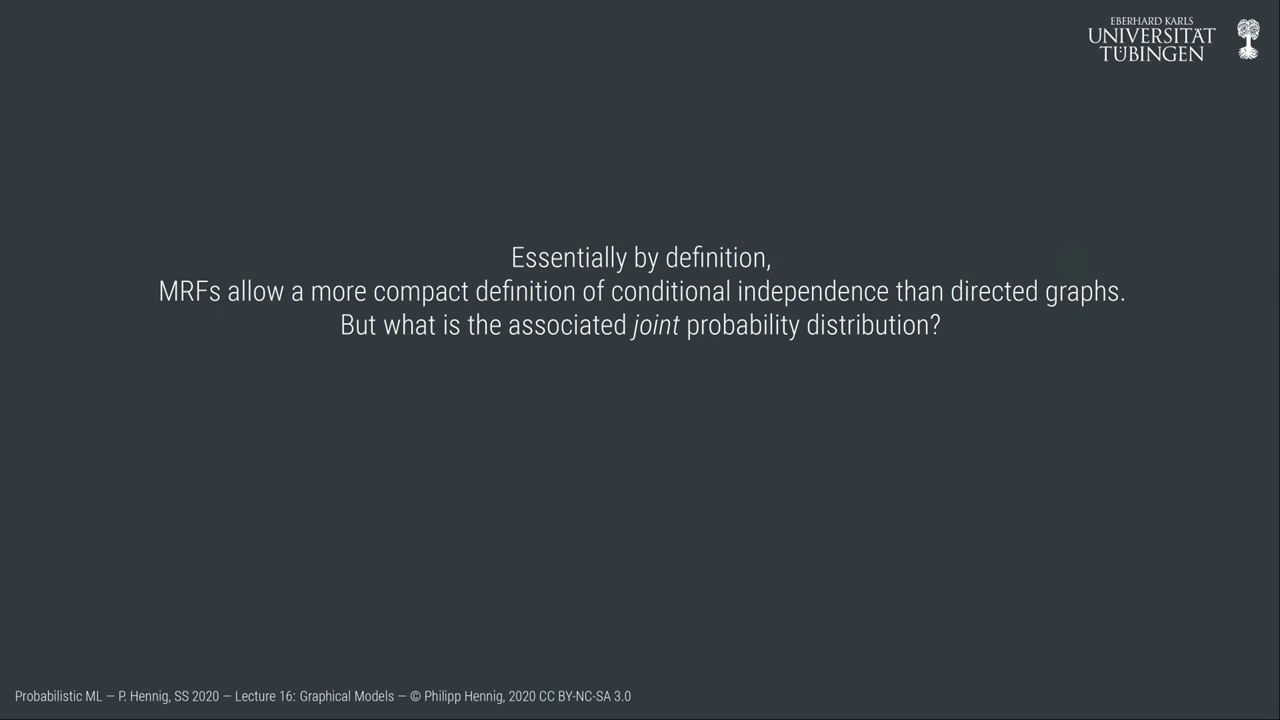 EBERHARD KARLS
UNIVERSITÄT
TÜBINGEN
Essentially by definition,
MRFs allow a more compact definition of conditional independence than directed graphs.
But what is the associated joint probability distribution?
Probabilistic ML — P. Hennig, SS 2020 — Lecture 16: Graphical Models — © Philipp Hennig, 2020 CC BY-NC-SA 3.0